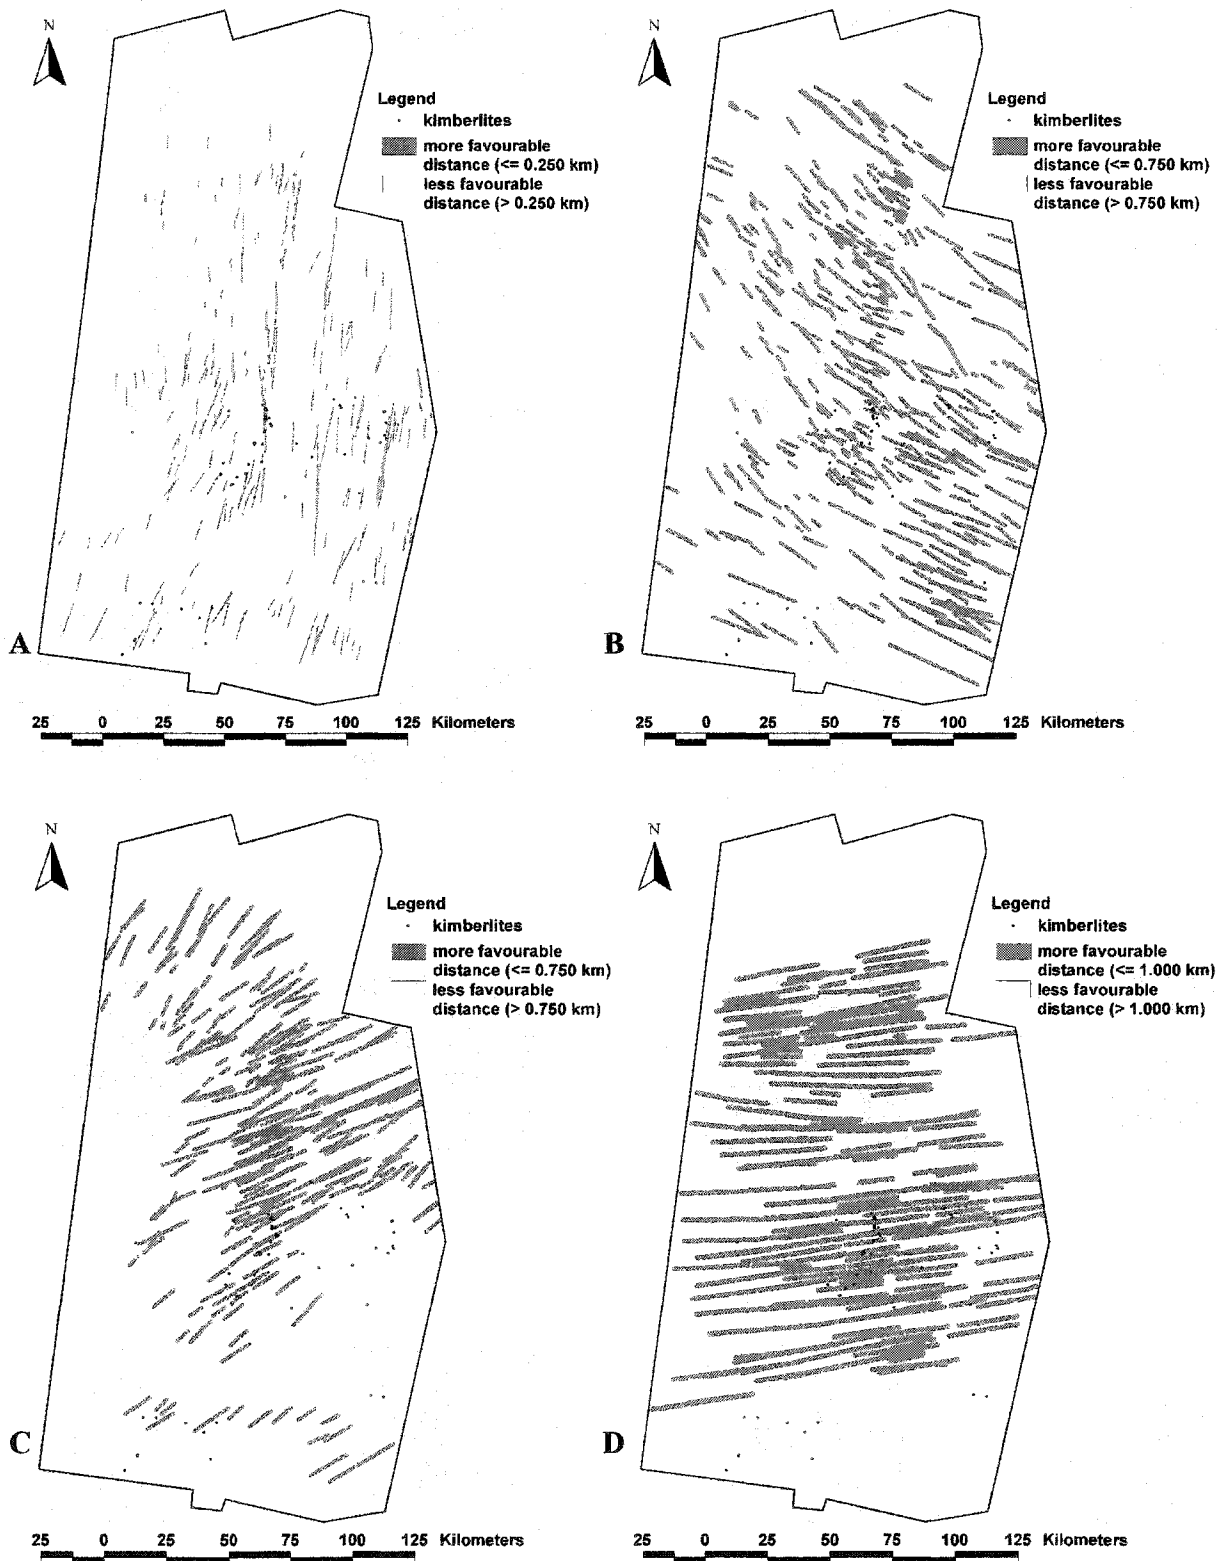 N
Legend
kimberlites
more favourable
distance (<= 0.250 km)
less favourable
distance (> 0.250 km)
A
25 0 25 50 75 100 125 Kilometers
N
Legend
kimberlites
more favourable
distance (<= 0.750 km)
less favourable
distance (> 0.750 km)
B
25 0 25 50 75 100 125 Kilometers
N
Legend
kimberlites
more favourable
distance (<= 0.750 km)
less favourable
distance (> 0.750 km)
C
25 0 25 50 75 100 125 Kilometers
N
Legend
kimberlites
more favourable
distance (<= 1.000 km)
less favourable
distance (> 1.000 km)
D
25 0 25 50 75 100 125 Kilometers